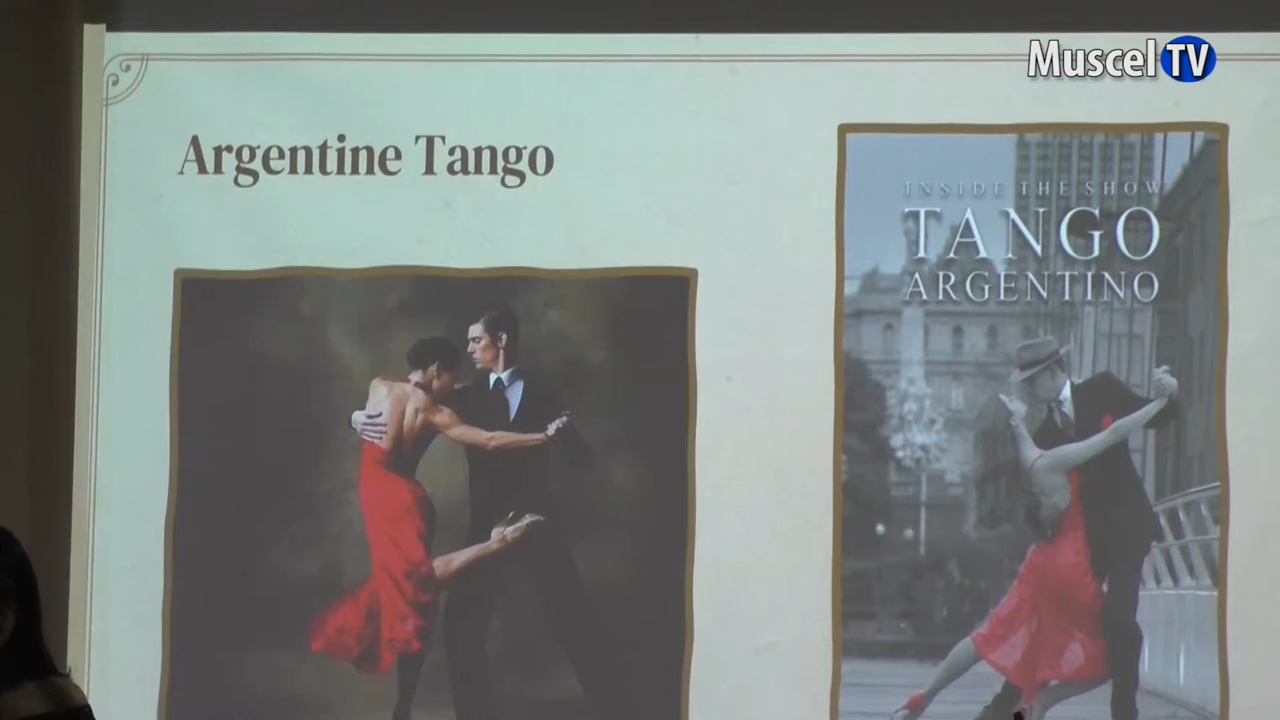 Muscel TV
Argentine Tango
INSIDE THE SHOW
TANGO
ARGENTINO